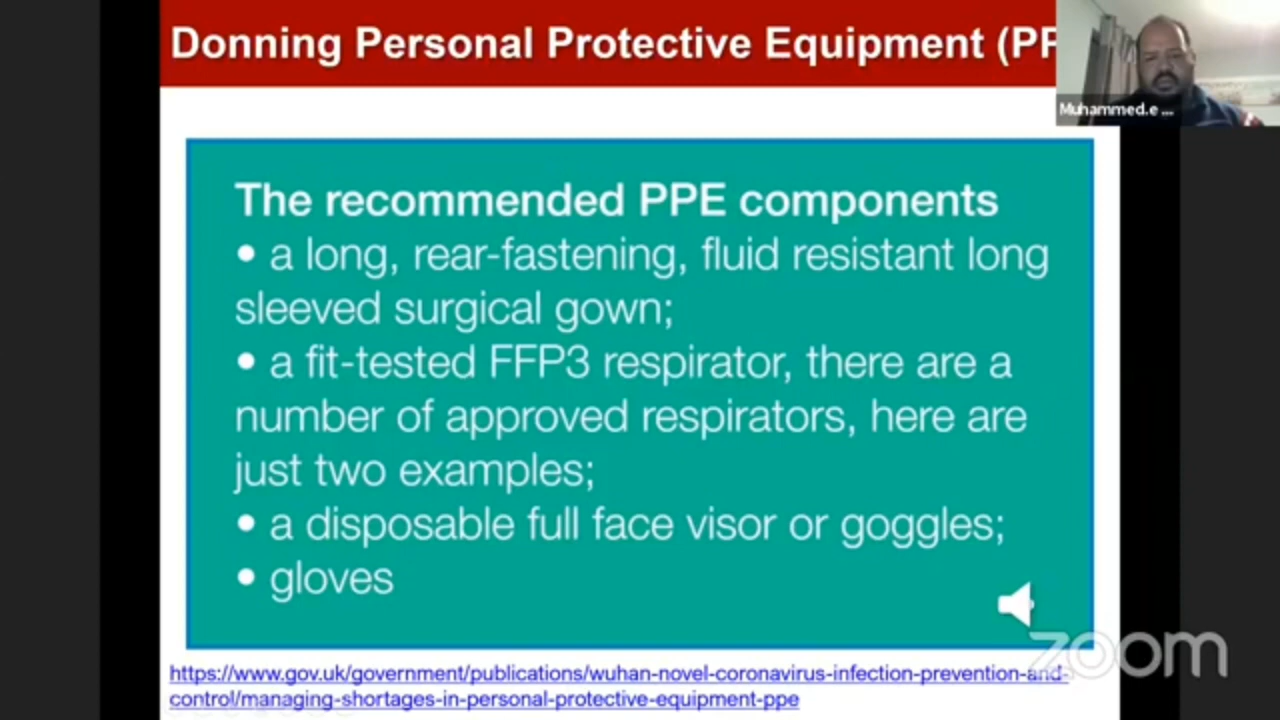 Donning Personal Protective Equipment (PP
Muhammed.e ...
The recommended PPE components
• a long, rear-fastening, fluid resistant long
sleeved surgical gown;
• a fit-tested FFP3 respirator, there are a
number of approved respirators, here are
just two examples;
• a disposable full face visor or goggles;
• gloves
zoom
https://www.gov.uk/government/publications/wuhan-novel-coronavirus-infection-prevention-and-
control/managing-shortages-in-personal-protective-equipment-ppe